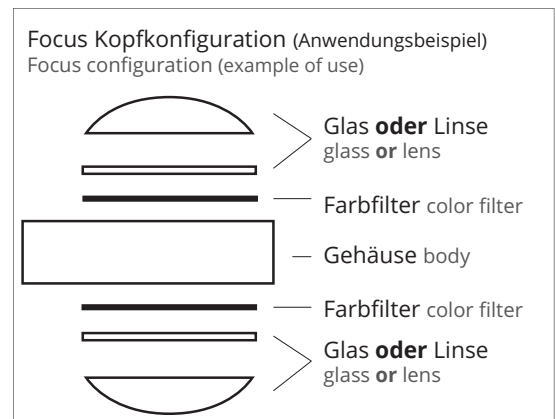 Focus Kopfkonfiguration (Anwendungsbeispiel)
Focus configuration (example of use)
Glas oder Linse
glass or lens
Farbfilter color filter
Gehäuse body
Farbfilter color filter
Glas oder Linse
glass or lens